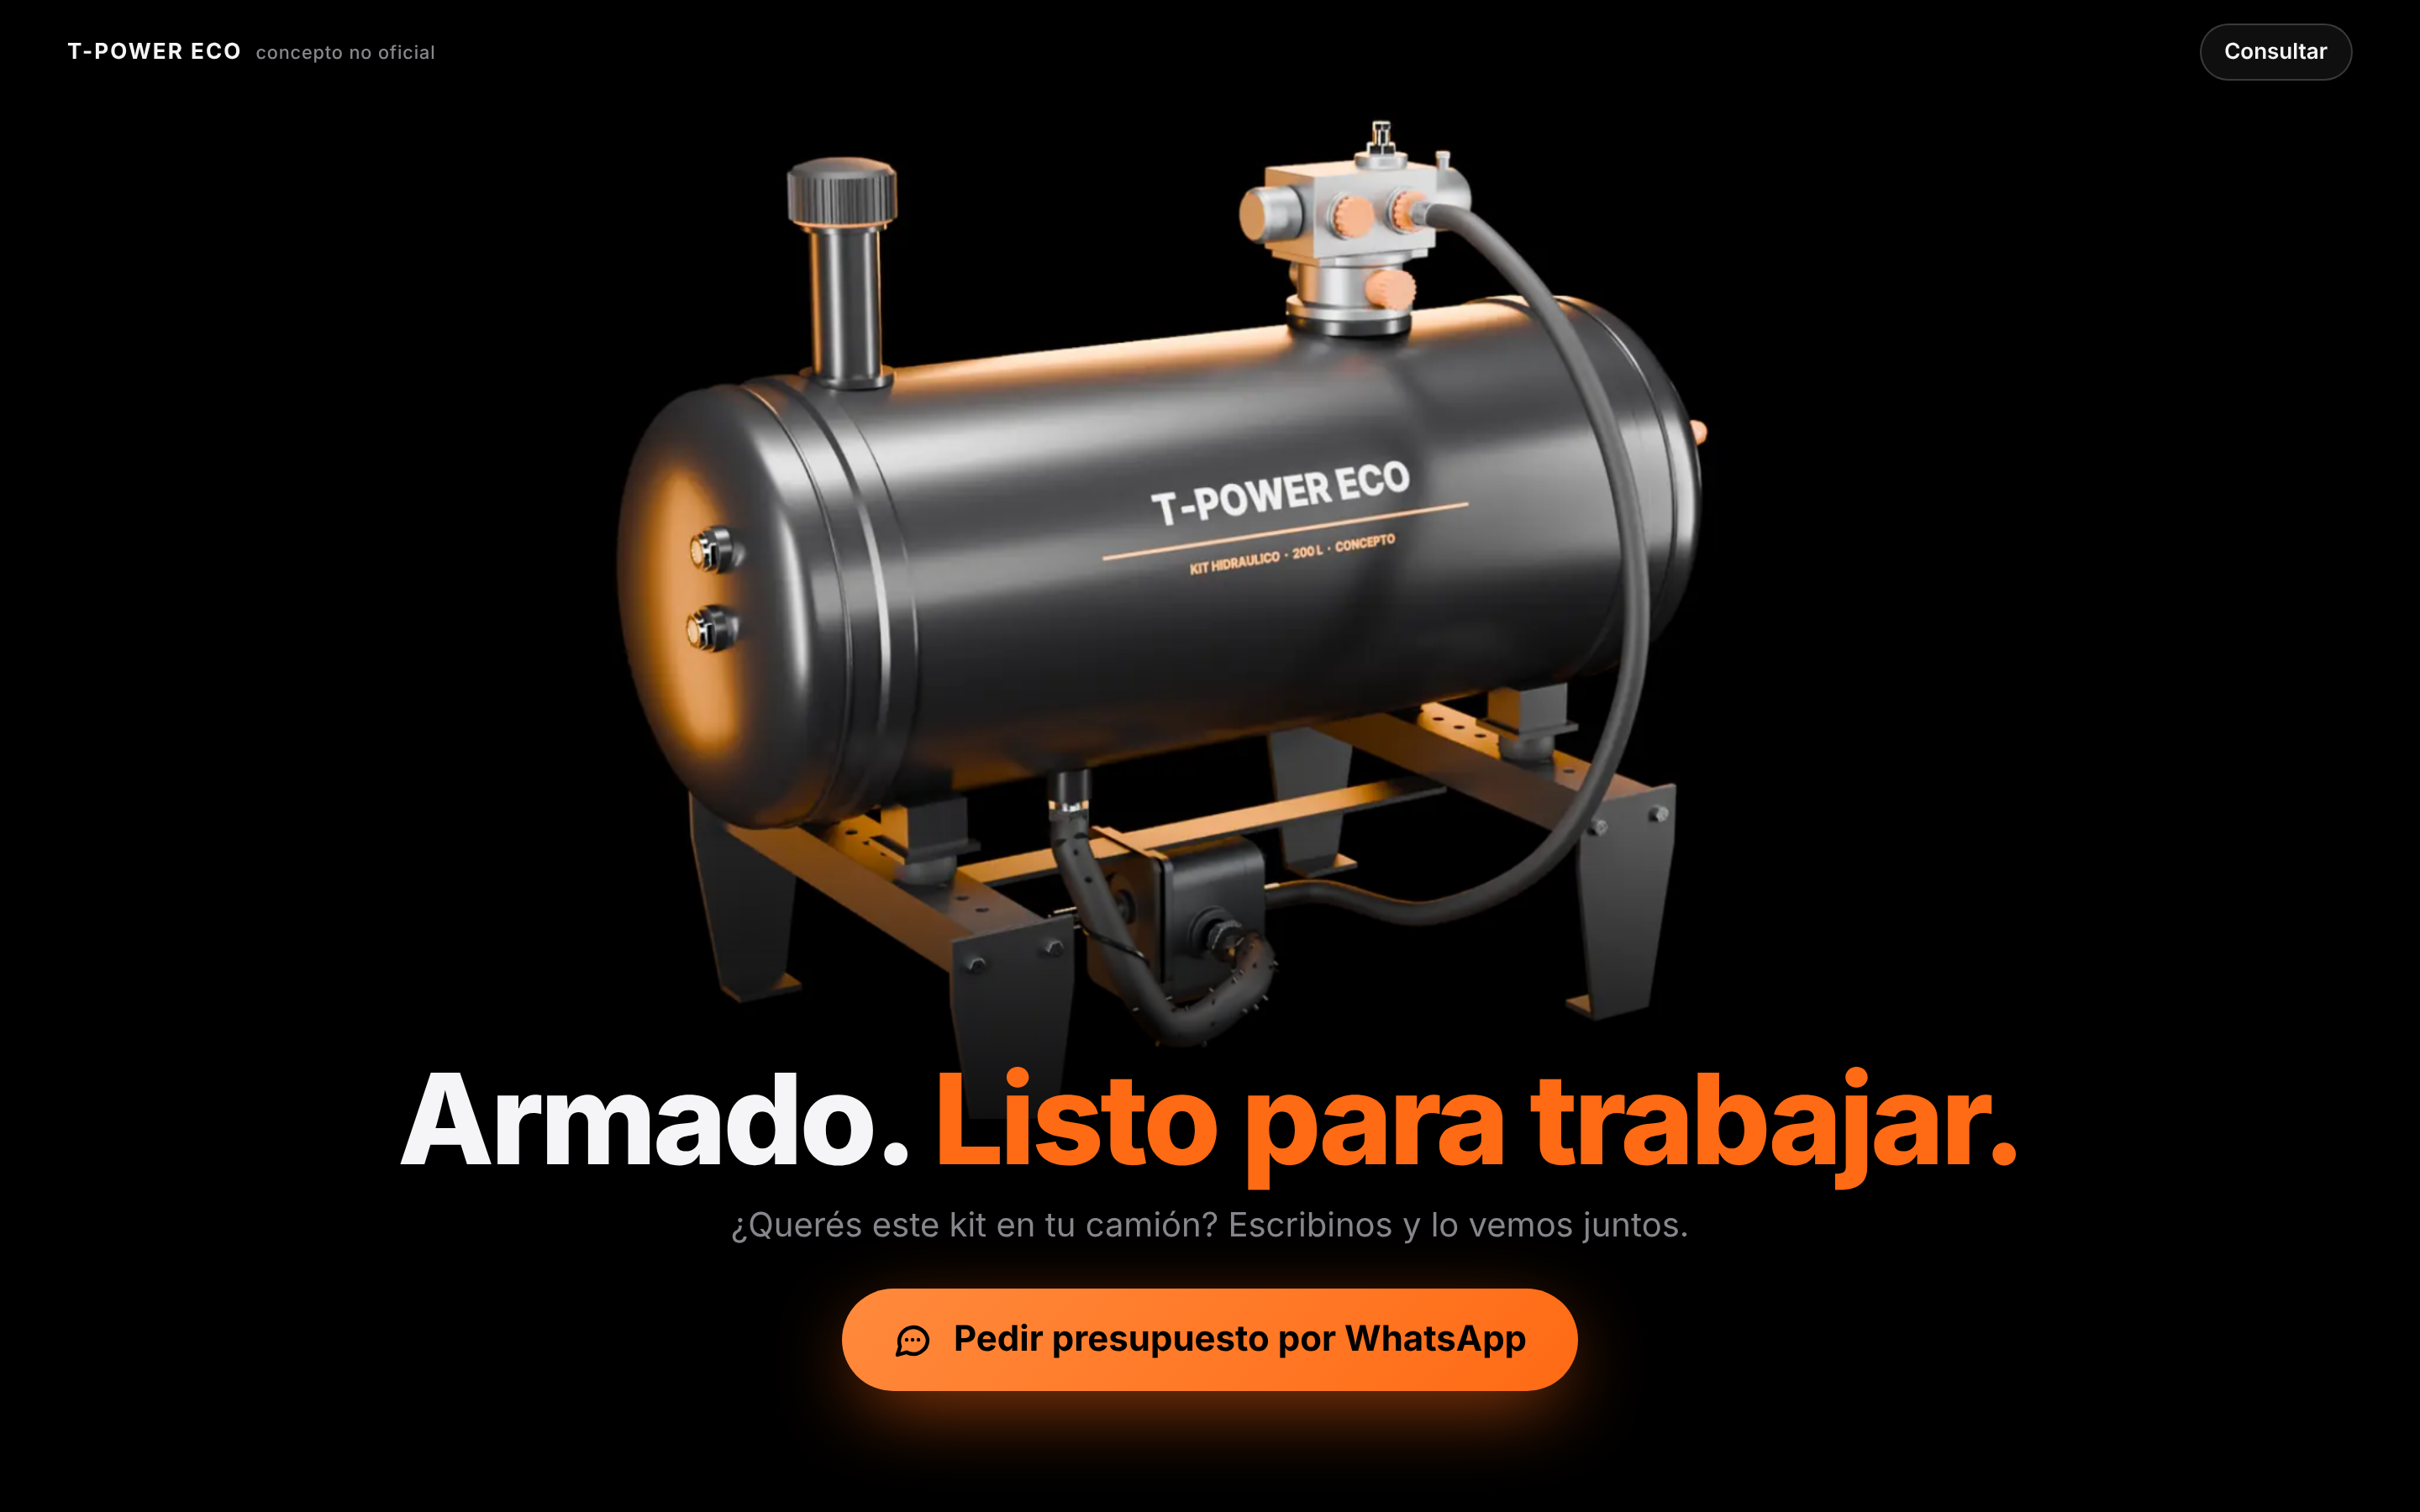 T-POWER ECO concepto no oficial
Consultar
T-POWER ECO
KIT HIDRAULICO · 200 L · CONCEPTO
Armado. Listo para trabajar.
¿Querés este kit en tu camión? Escribinos y lo vemos juntos.
Pedir presupuesto por WhatsApp